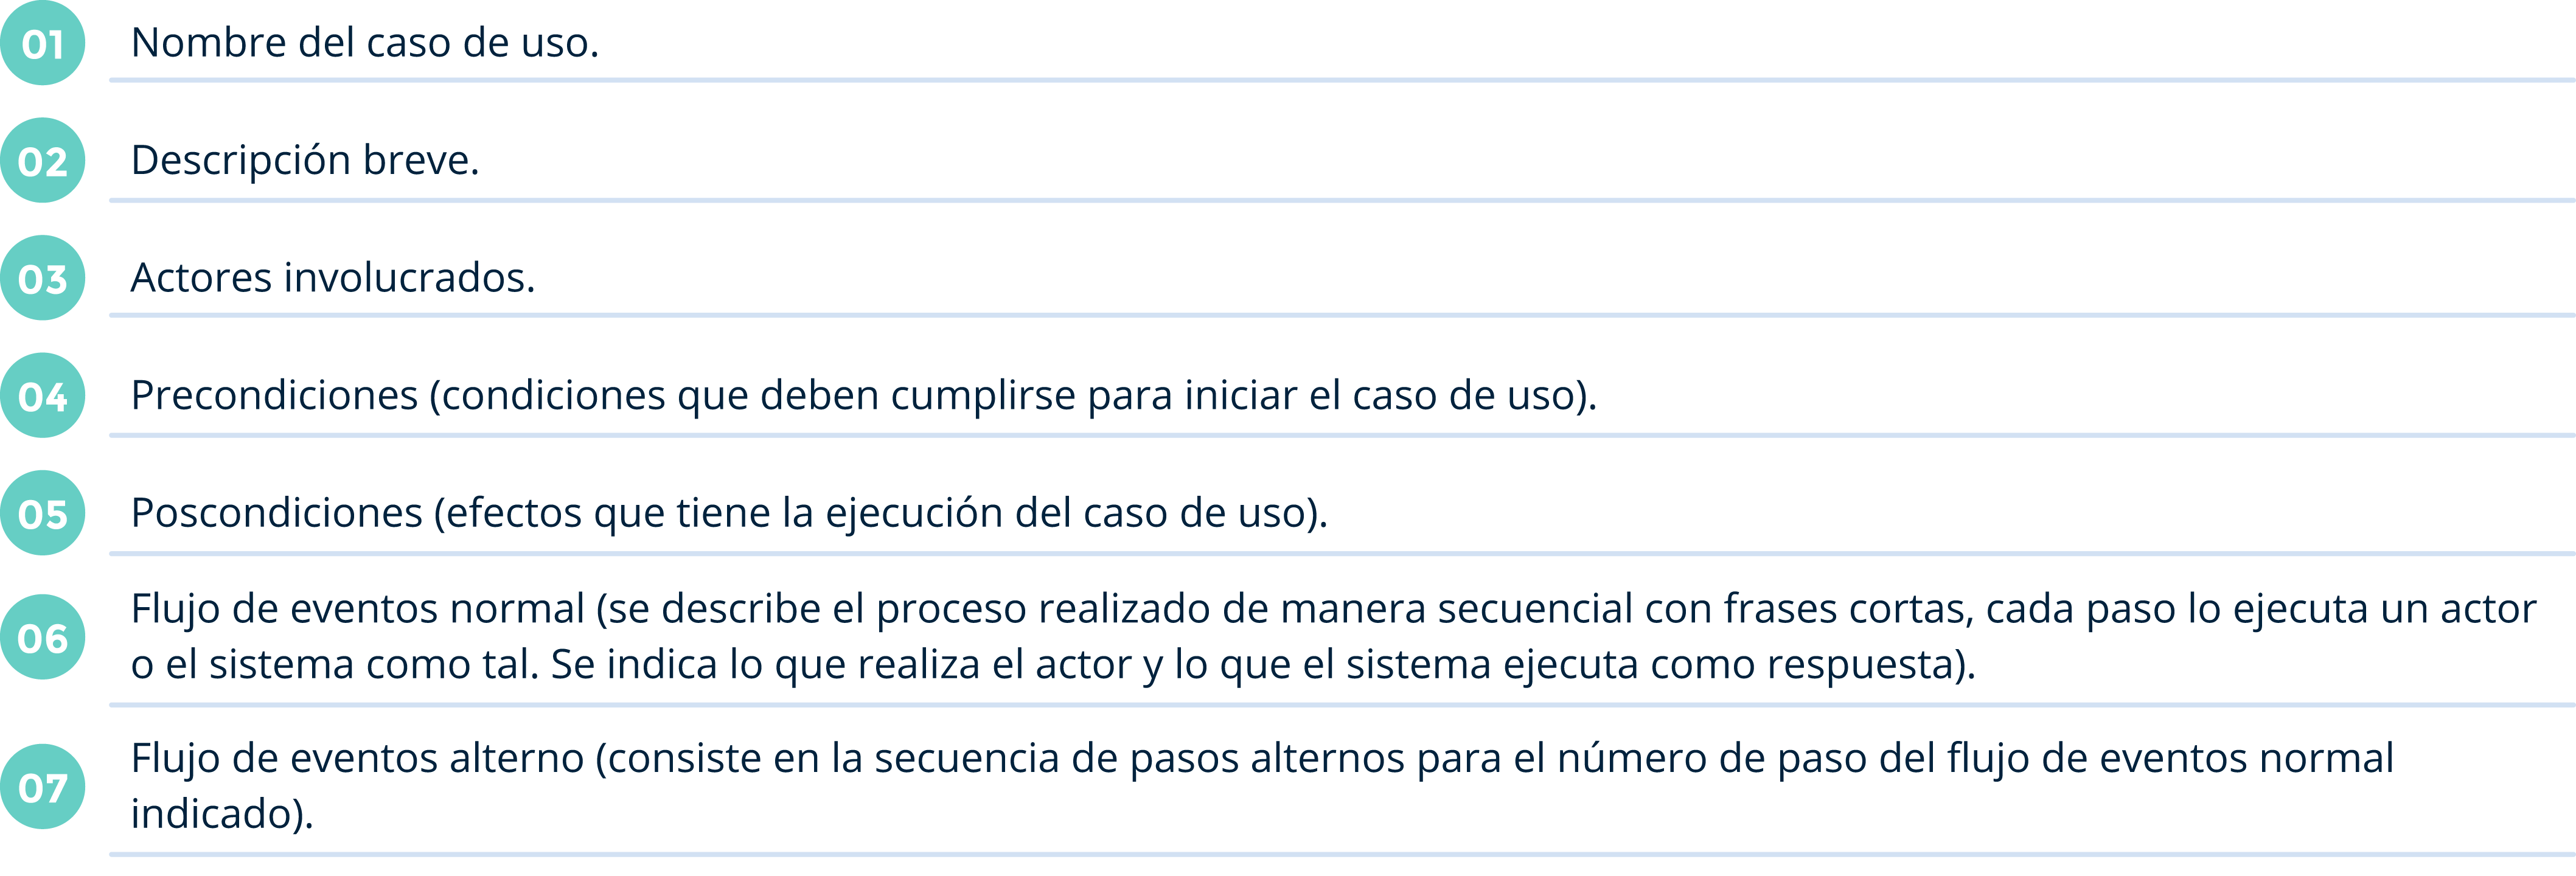 01 Nombre del caso de uso.
02 Descripción breve.
03 Actores involucrados.
04 Precondiciones (condiciones que deben cumplirse para iniciar el caso de uso).
05 Poscondiciones (efectos que tiene la ejecución del caso de uso).
06 Flujo de eventos normal (se describe el proceso realizado de manera secuencial con frases cortas, cada paso lo ejecuta un actor
o el sistema como tal. Se indica lo que realiza el actor y lo que el sistema ejecuta como respuesta).
07 Flujo de eventos alterno (consiste en la secuencia de pasos alternos para el número de paso del flujo de eventos normal
indicado).